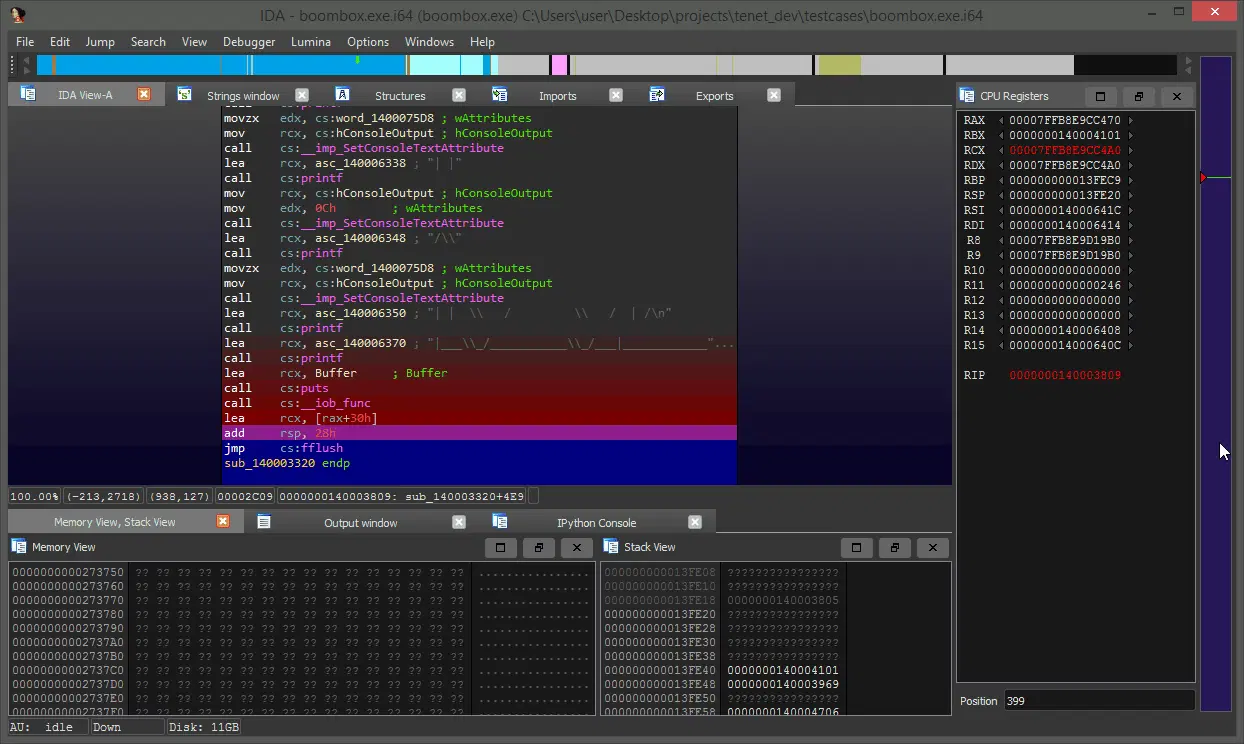 IDA - boombox.exe.i64 (boombox.exe) C:\Users\user\Desktop\projects\tenet_dev\testcases\boombox.exe.i64
File Edit Jump Search View Debugger Lumina Options Windows Help
IDA View-A Strings window Structures Imports Exports
movzx edx, cs:word_1400075D8 ; wAttributes
mov rcx, cs:hConsoleOutput ; hConsoleOutput
call cs:__imp_SetConsoleTextAttribute
lea rcx, asc_140006338 ; "| |"
call cs:printf
mov rcx, cs:hConsoleOutput ; hConsoleOutput
mov edx, 0Ch ; wAttributes
call cs:__imp_SetConsoleTextAttribute
lea rcx, asc_140006348 ; "/\\"
call cs:printf
movzx edx, cs:word_1400075D8 ; wAttributes
mov rcx, cs:hConsoleOutput ; hConsoleOutput
call cs:__imp_SetConsoleTextAttribute
lea rcx, asc_140006350 ; "| | \\ / \\ / | /\n"
call cs:printf
lea rcx, asc_140006370 ; "|___\\_/___________\\_/___|____________"...
call cs:printf
lea rcx, Buffer ; Buffer
call cs:puts
call cs:__iob_func
lea rcx, [rax+30h]
add rsp, 28h
jmp cs:fflush
sub_140003320 endp
100.00% (-213,2718) (938,127) 00002C09 0000000140003809: sub_140003320+4E9
CPU Registers
RAX 00007FFB8E9CC470
RBX 0000000140004101
RCX 00007FFB8E9CC4A0
RDX 00007FFB8E9CC4A0
RBP 000000000013FEC9
RSP 000000000013FE20
RSI 000000014000641C
RDI 0000000140006414
R8 00007FFB8E9D19B0
R9 00007FFB8E9D19B0
R10 0000000000000000
R11 0000000000000246
R12 0000000000000000
R13 0000000000000000
R14 0000000140006408
R15 000000014000640C
RIP 0000000140003809
Position 399
Memory View, Stack View Output window IPython Console
Memory View
0000000000273750 ?? ?? ?? ?? ?? ?? ?? ?? ?? ?? ?? ?? ?? ?? ?? ?? ................
0000000000273760 ?? ?? ?? ?? ?? ?? ?? ?? ?? ?? ?? ?? ?? ?? ?? ?? ................
0000000000273770 ?? ?? ?? ?? ?? ?? ?? ?? ?? ?? ?? ?? ?? ?? ?? ?? ................
0000000000273780 ?? ?? ?? ?? ?? ?? ?? ?? ?? ?? ?? ?? ?? ?? ?? ?? ................
0000000000273790 ?? ?? ?? ?? ?? ?? ?? ?? ?? ?? ?? ?? ?? ?? ?? ?? ................
00000000002737A0 ?? ?? ?? ?? ?? ?? ?? ?? ?? ?? ?? ?? ?? ?? ?? ?? ................
00000000002737B0 ?? ?? ?? ?? ?? ?? ?? ?? ?? ?? ?? ?? ?? ?? ?? ?? ................
00000000002737C0 ?? ?? ?? ?? ?? ?? ?? ?? ?? ?? ?? ?? ?? ?? ?? ?? ................
00000000002737D0 ?? ?? ?? ?? ?? ?? ?? ?? ?? ?? ?? ?? ?? ?? ?? ?? ................
00000000002737E0 ?? ?? ?? ?? ?? ?? ?? ?? ?? ?? ?? ?? ?? ?? ?? ?? ................
00000000002737F0 ?? ?? ?? ?? ?? ?? ?? ?? ?? ?? ?? ?? ?? ?? ?? ?? ................
Stack View
000000000013FE08 ????????????????
000000000013FE10 ????????????????
000000000013FE18 0000000140003805
000000000013FE20 ????????????????
000000000013FE28 ????????????????
000000000013FE30 ????????????????
000000000013FE38 ????????????????
000000000013FE40 0000000140004101
000000000013FE48 0000000140003969
000000000013FE50 ????????????????
000000000013FE58 0000000140004706
AU: idle Down Disk: 11GB